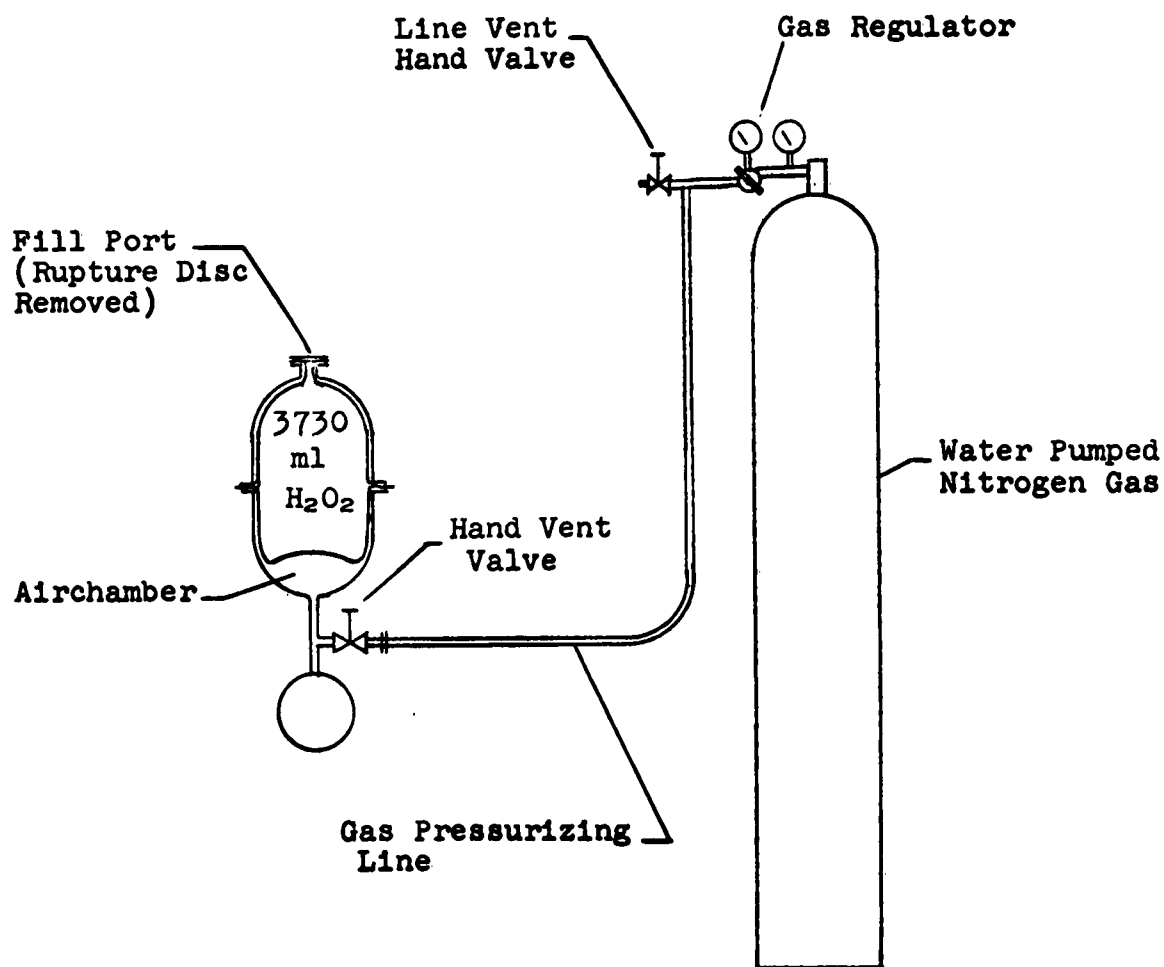 Line Vent
Hand Valve
Gas Regulator
Fill Port
(Rupture Disc
Removed)
3730
ml
H₂O₂
Water Pumped
Nitrogen Gas
Hand Vent
Valve
Airchamber
Gas Pressurizing
Line